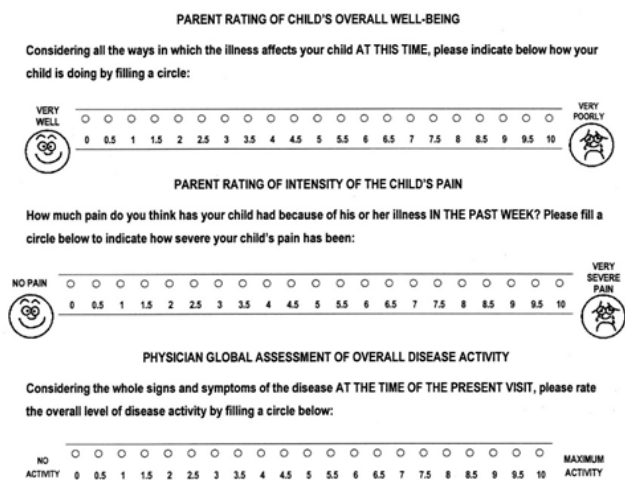 PARENT RATING OF CHILD'S OVERALL WELL-BEING
Considering all the ways in which the illness affects your child AT THIS TIME, please indicate below how your
child is doing by filling a circle:
VERY WELL
0 0.5 1 1.5 2 2.5 3 3.5 4 4.5 5 5.5 6 6.5 7 7.5 8 8.5 9 9.5 10
VERY POORLY
PARENT RATING OF INTENSITY OF THE CHILD'S PAIN
How much pain do you think has your child had because of his or her illness IN THE PAST WEEK? Please fill a
circle below to indicate how severe your child's pain has been:
NO PAIN
0 0.5 1 1.5 2 2.5 3 3.5 4 4.5 5 5.5 6 6.5 7 7.5 8 8.5 9 9.5 10
VERY SEVERE PAIN
PHYSICIAN GLOBAL ASSESSMENT OF OVERALL DISEASE ACTIVITY
Considering the whole signs and symptoms of the disease AT THE TIME OF THE PRESENT VISIT, please rate
the overall level of disease activity by filling a circle below:
NO ACTIVITY
0 0.5 1 1.5 2 2.5 3 3.5 4 4.5 5 5.5 6 6.5 7 7.5 8 8.5 9 9.5 10
MAXIMUM ACTIVITY